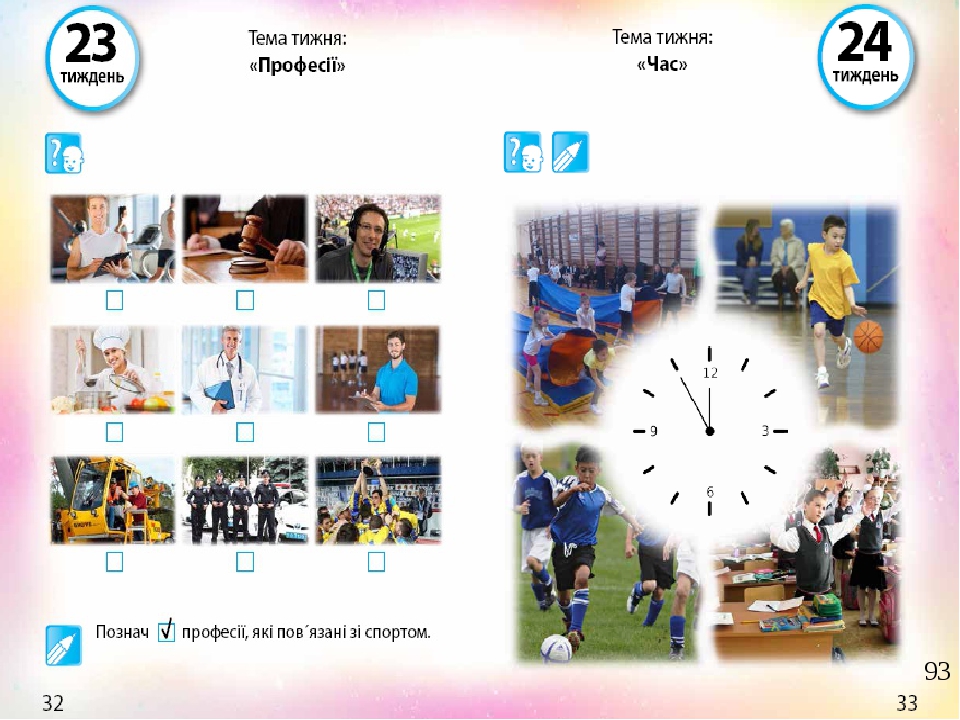 23
тиждень
Тема тижня:
«Професії»
Познач √ професії, які пов´язані зі спортом.
32
Тема тижня:
«Час»
24
тиждень
12
9
3
6
93
33